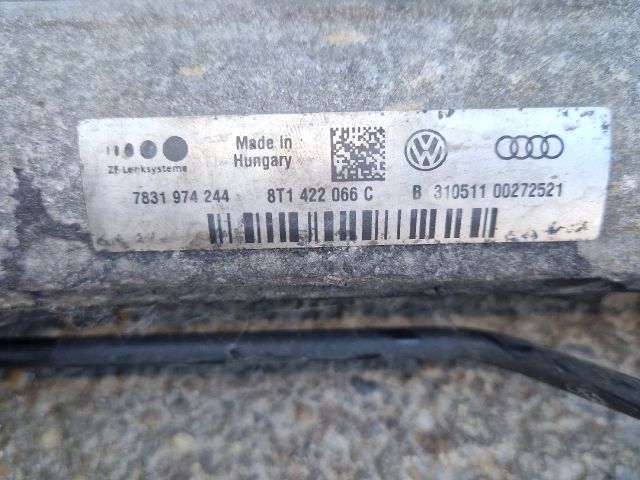 ZF Lenksysteme
Made in
Hungary
7831 974 244 8T1 422 066 C B 310511 00272521